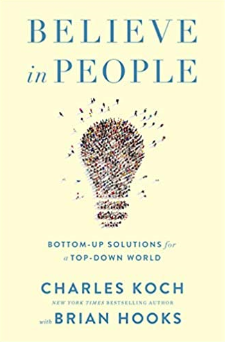 BELIEVE
in PEOPLE
BOTTOM-UP SOLUTIONS for
a TOP-DOWN WORLD
CHARLES KOCH
NEW YORK TIMES BESTSELLING AUTHOR
with BRIAN HOOKS